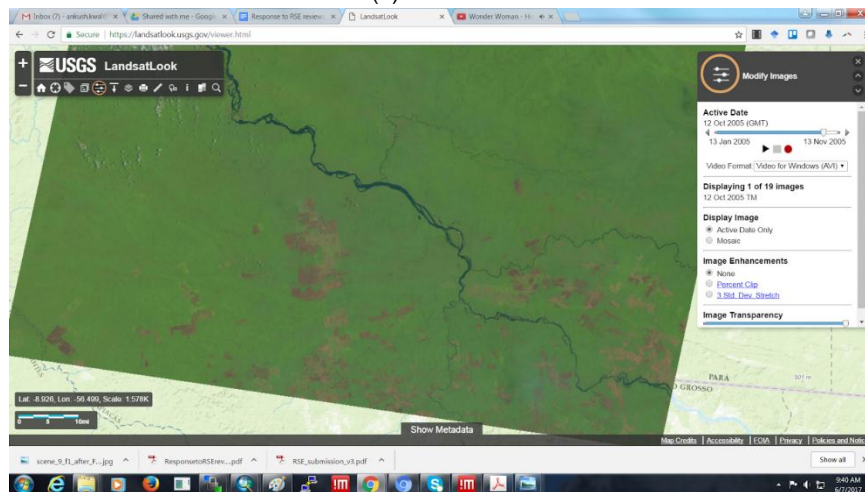 Inbox (7) - ankush.kwal
Shared with me - Googl
Response to RSE review
LandsatLook
Wonder Woman - H
Secure | https://landsatlook.usgs.gov/viewer.html
USGS LandsatLook
Modify Images
Active Date
12 Oct 2005 (GMT)
13 Jan 2005 13 Nov 2005
Video Format: Video for Windows (AVI)
Displaying 1 of 19 images
12 Oct 2005 TM
Display Image
Active Date Only
Mosaic
Image Enhancements
None
Percent Clip
3 Std. Dev. Stretch
Image Transparency
PARÁ
O GROSSO
Lat: -8.926, Lon: -56.499, Scale: 1:578K
0 5 10mi
Show Metadata
Map Credits | Accessibility | FOIA | Privacy | Policies and Notic
scene_9_f1_after_F....jpg
ResponsetoRSErev....pdf
RSE_submission_v3.pdf
Show all
9:40 AM
6/7/2017